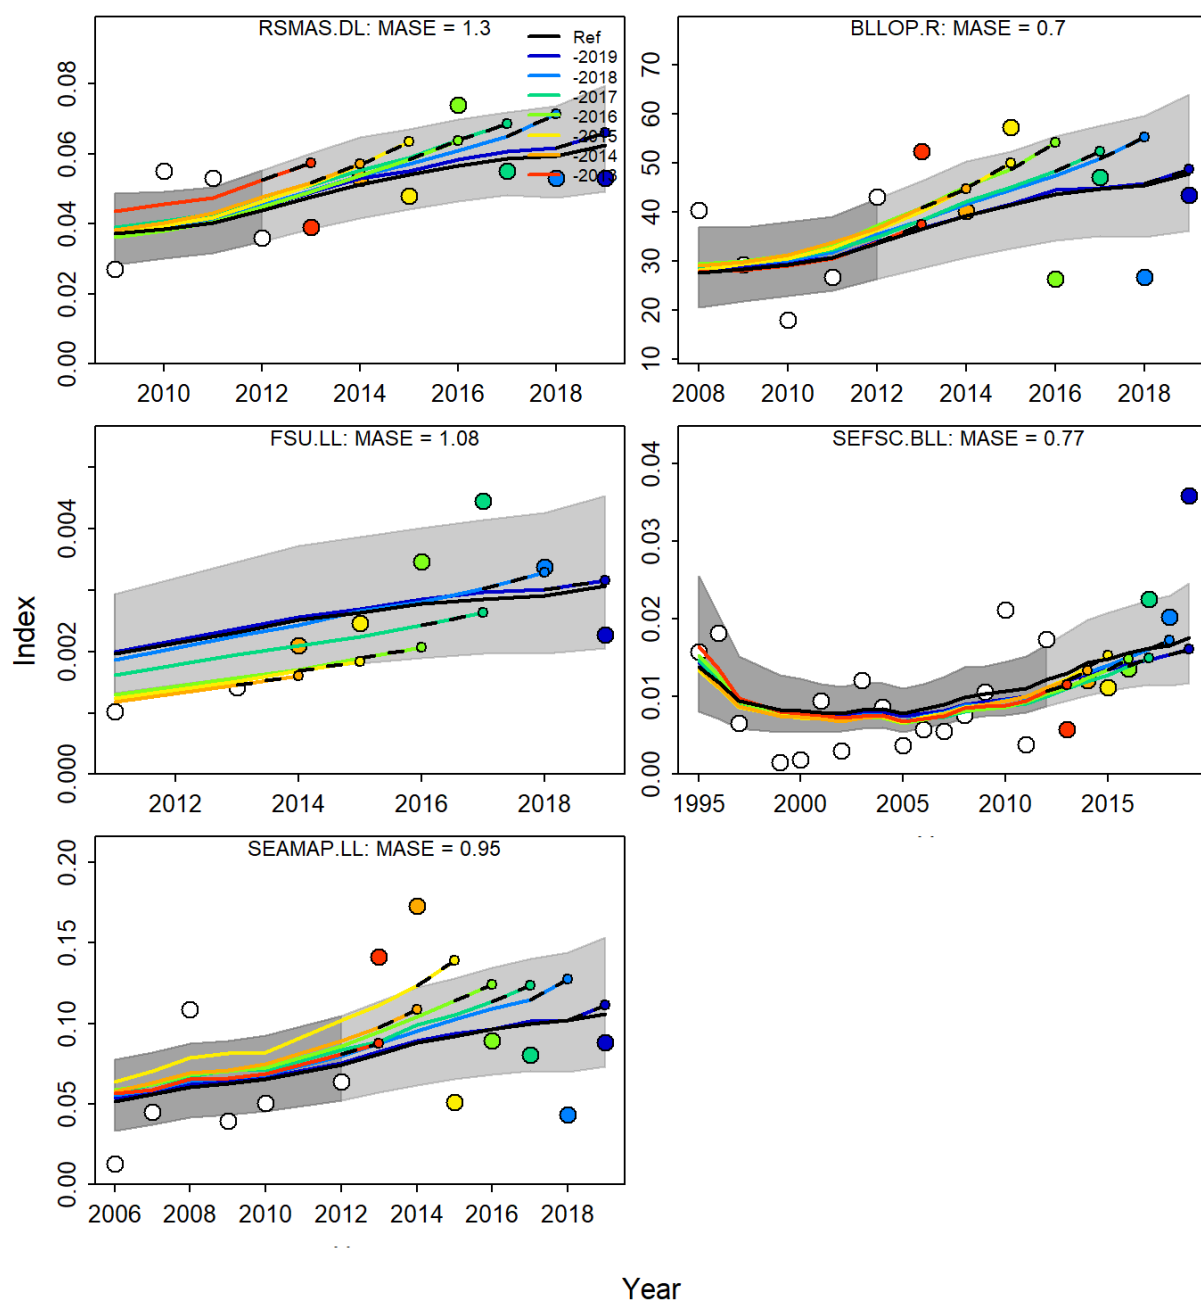 RSMAS.DL: MASE = 1.3
Ref
-2019
-2018
-2017
-2016
-2015
-2014
0.00 0.02 0.04 0.06 0.08
2010 2012 2014 2016 2018
BLLOP.R: MASE = 0.7
10 20 30 40 50 60 70
2008 2010 2012 2014 2016 2018
FSU.LL: MASE = 1.08
0.000 0.002 0.004
2012 2014 2016 2018
SEFSC.BLL: MASE = 0.77
0.00 0.01 0.02 0.03 0.04
1995 2000 2005 2010 2015
SEAMAP.LL: MASE = 0.95
0.00 0.05 0.10 0.15 0.20
2006 2008 2010 2012 2014 2016 2018
Index
Year